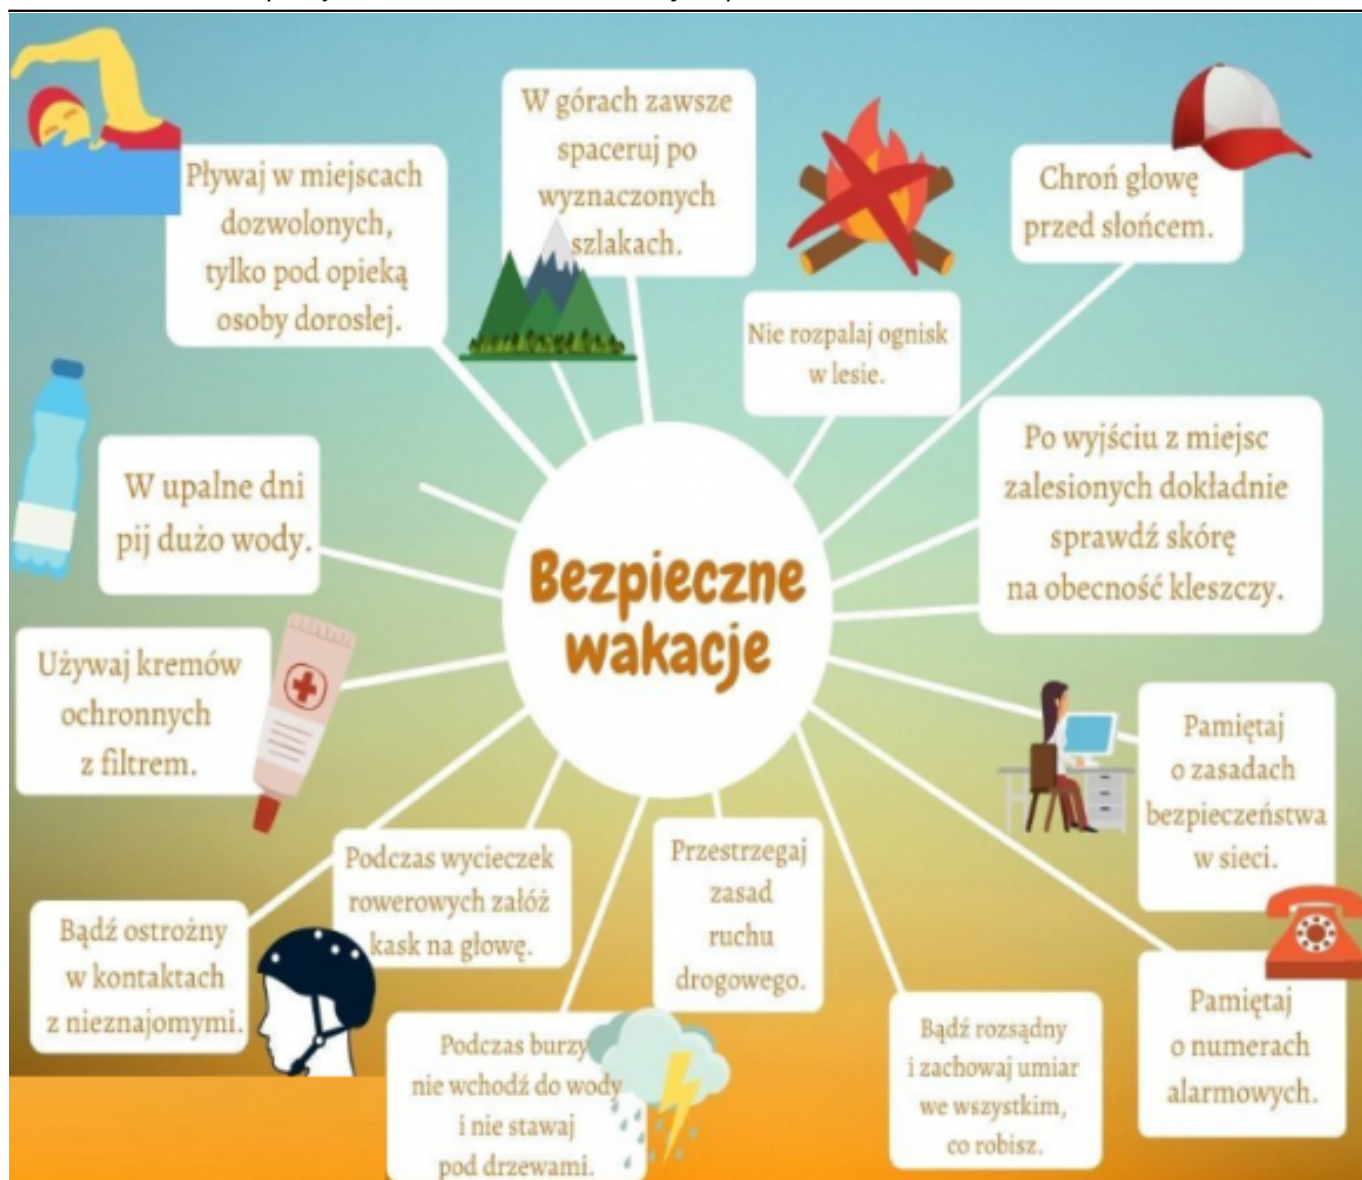 Pływaj w miejscach
dozwolonych,
tylko pod opieką
osoby dorosłej.
W górach zawsze
spaceruj po
wyznaczonych
szlakach.
Nie rozpalaj ognisk
w lesie.
Chroń głowę
przed słońcem.
W upalne dni
pij dużo wody.
Bezpieczne
wakacje
Po wyjściu z miejsc
zalesionych dokładnie
sprawdź skórę
na obecność kleszczy.
Używaj kremów
ochronnych
z filtrem.
Pamiętaj
o zasadach
bezpieczeństwa
w sieci.
Podczas wycieczek
rowerowych załóż
kask na głowę.
Przestrzegaj
zasad
ruchu
drogowego.
Bądź ostrożny
w kontaktach
z nieznajomymi.
Podczas burzy
nie wchodź do wody
i nie stawaj
pod drzewami.
Bądź rozsądny
i zachowaj umiar
we wszystkim,
co robisz.
Pamiętaj
o numerach
alarmowych.